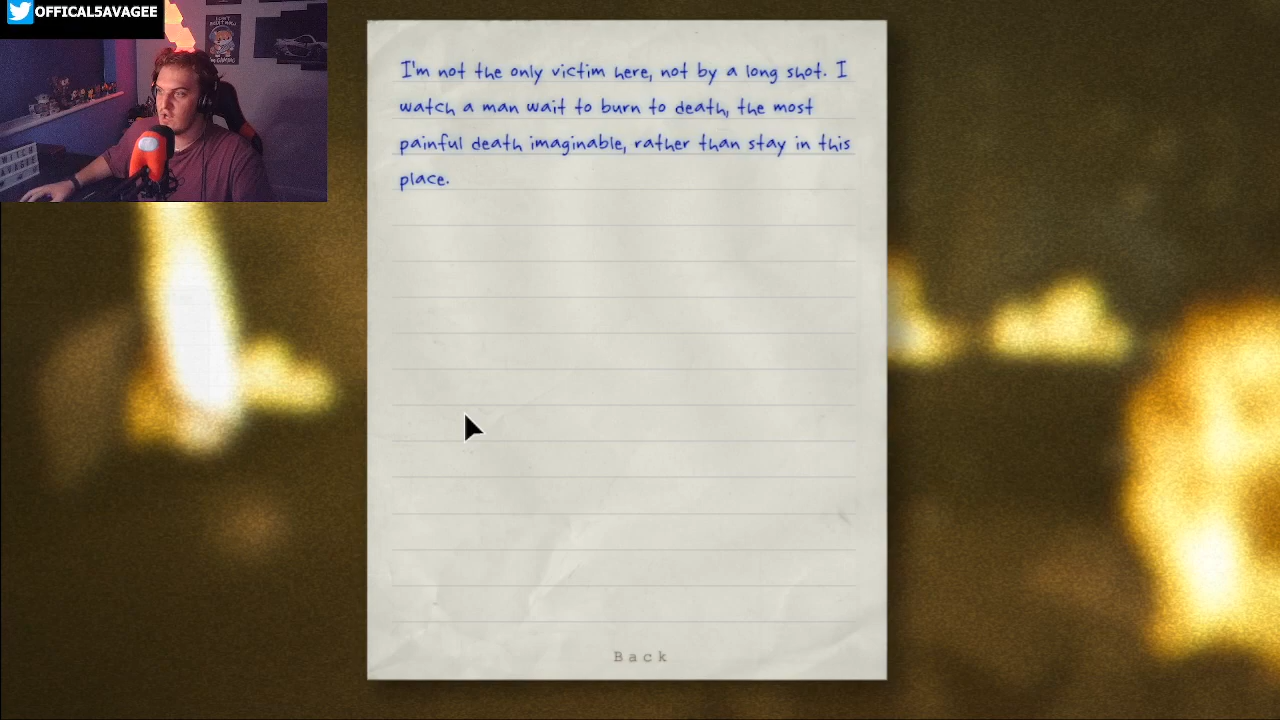 OFFICAL5AVAGEE
I'm not the only victim here, not by a long shot. I
watch a man wait to burn to death, the most
painful death imaginable, rather than stay in this
place.
Back